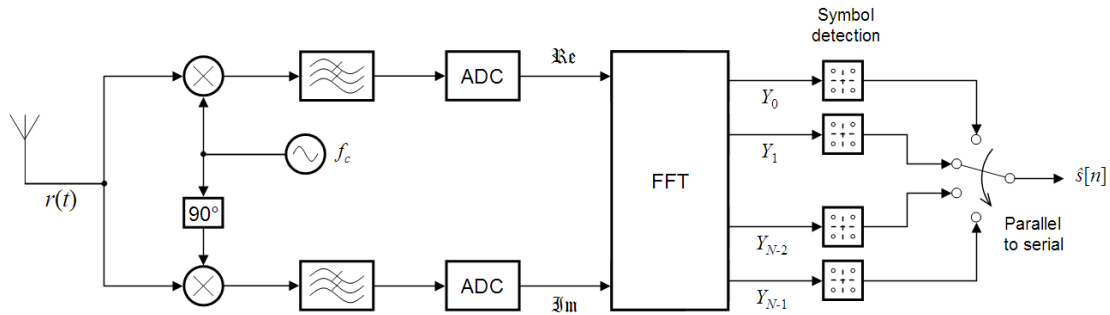 Symbol
detection
ℜe
ADC
Y0
Y1
fc
r(t)
90°
FFT
ŝ[n]
Parallel
to serial
YN-2
ADC
ℑm
YN-1